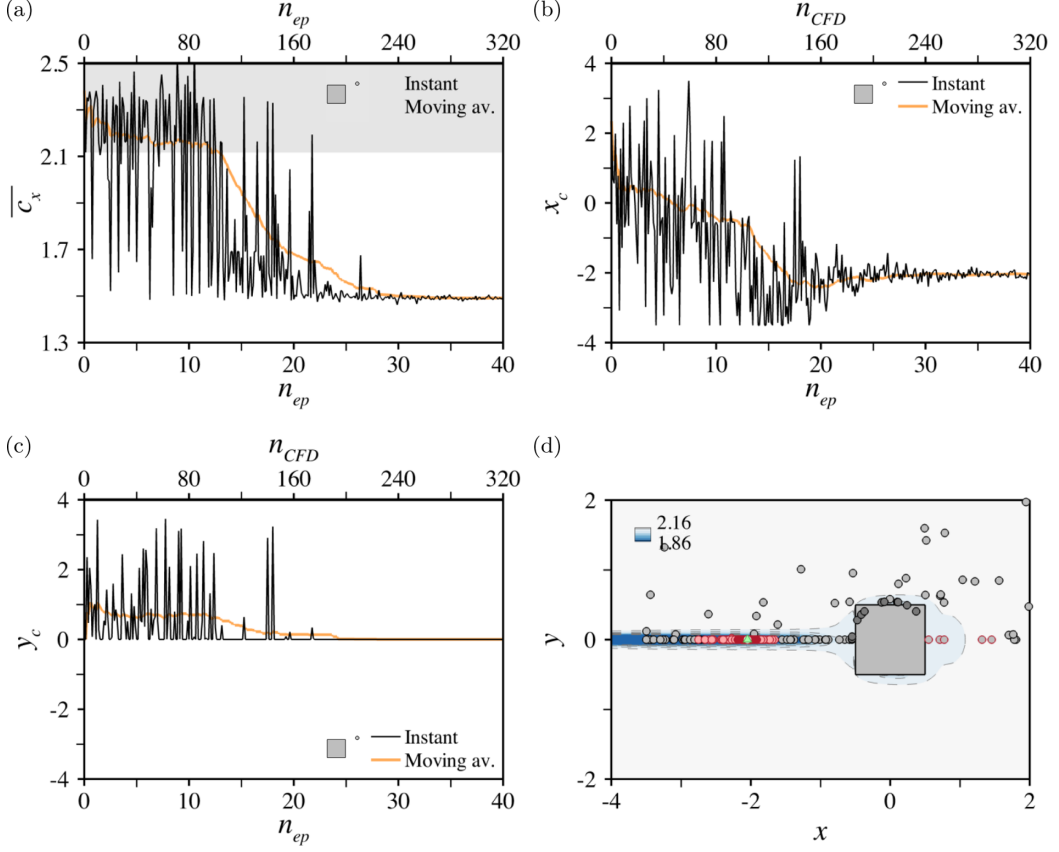 (a)
n_ep
0 80 160 240 320
2.5
2.1
1.7
1.3
\overline{c_x}
Instant
Moving av.
0 10 20 30 40
n_ep
(b)
n_CFD
0 80 160 240 320
4
2
0
-2
-4
x_c
Instant
Moving av.
0 10 20 30 40
n_ep
(c)
n_CFD
0 80 160 240 320
4
2
0
-2
-4
y_c
Instant
Moving av.
0 10 20 30 40
n_ep
(d)
2
0
-2
y
2.16
1.86
-4 -2 0 2
x